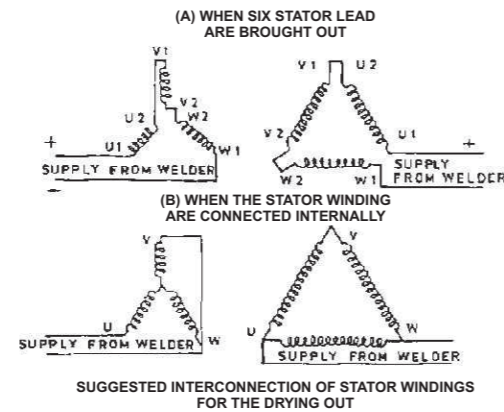 (A) WHEN SIX STATOR LEAD
ARE BROUGHT OUT
V1
U2
V2
W2
U1
W1
+
SUPPLY FROM WELDER
-
V1 U2
V2
U1
+
W2
W1
SUPPLY
FROM WELDER
(B) WHEN THE STATOR WINDING
ARE CONNECTED INTERNALLY
V
U
W
SUPPLY FROM WELDER
V
U
W
SUPPLY FROM WELDER
SUGGESTED INTERCONNECTION OF STATOR WINDINGS
FOR THE DRYING OUT